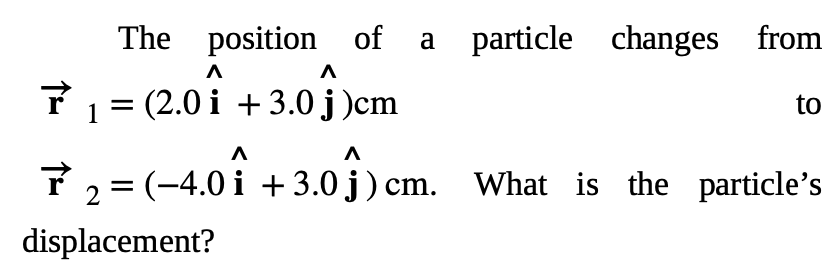 The position of a particle changes from
r⃗ ₁ = (2.0 î + 3.0 ĵ )cm to
r⃗ ₂ = (−4.0 î + 3.0 ĵ ) cm. What is the particle’s
displacement?